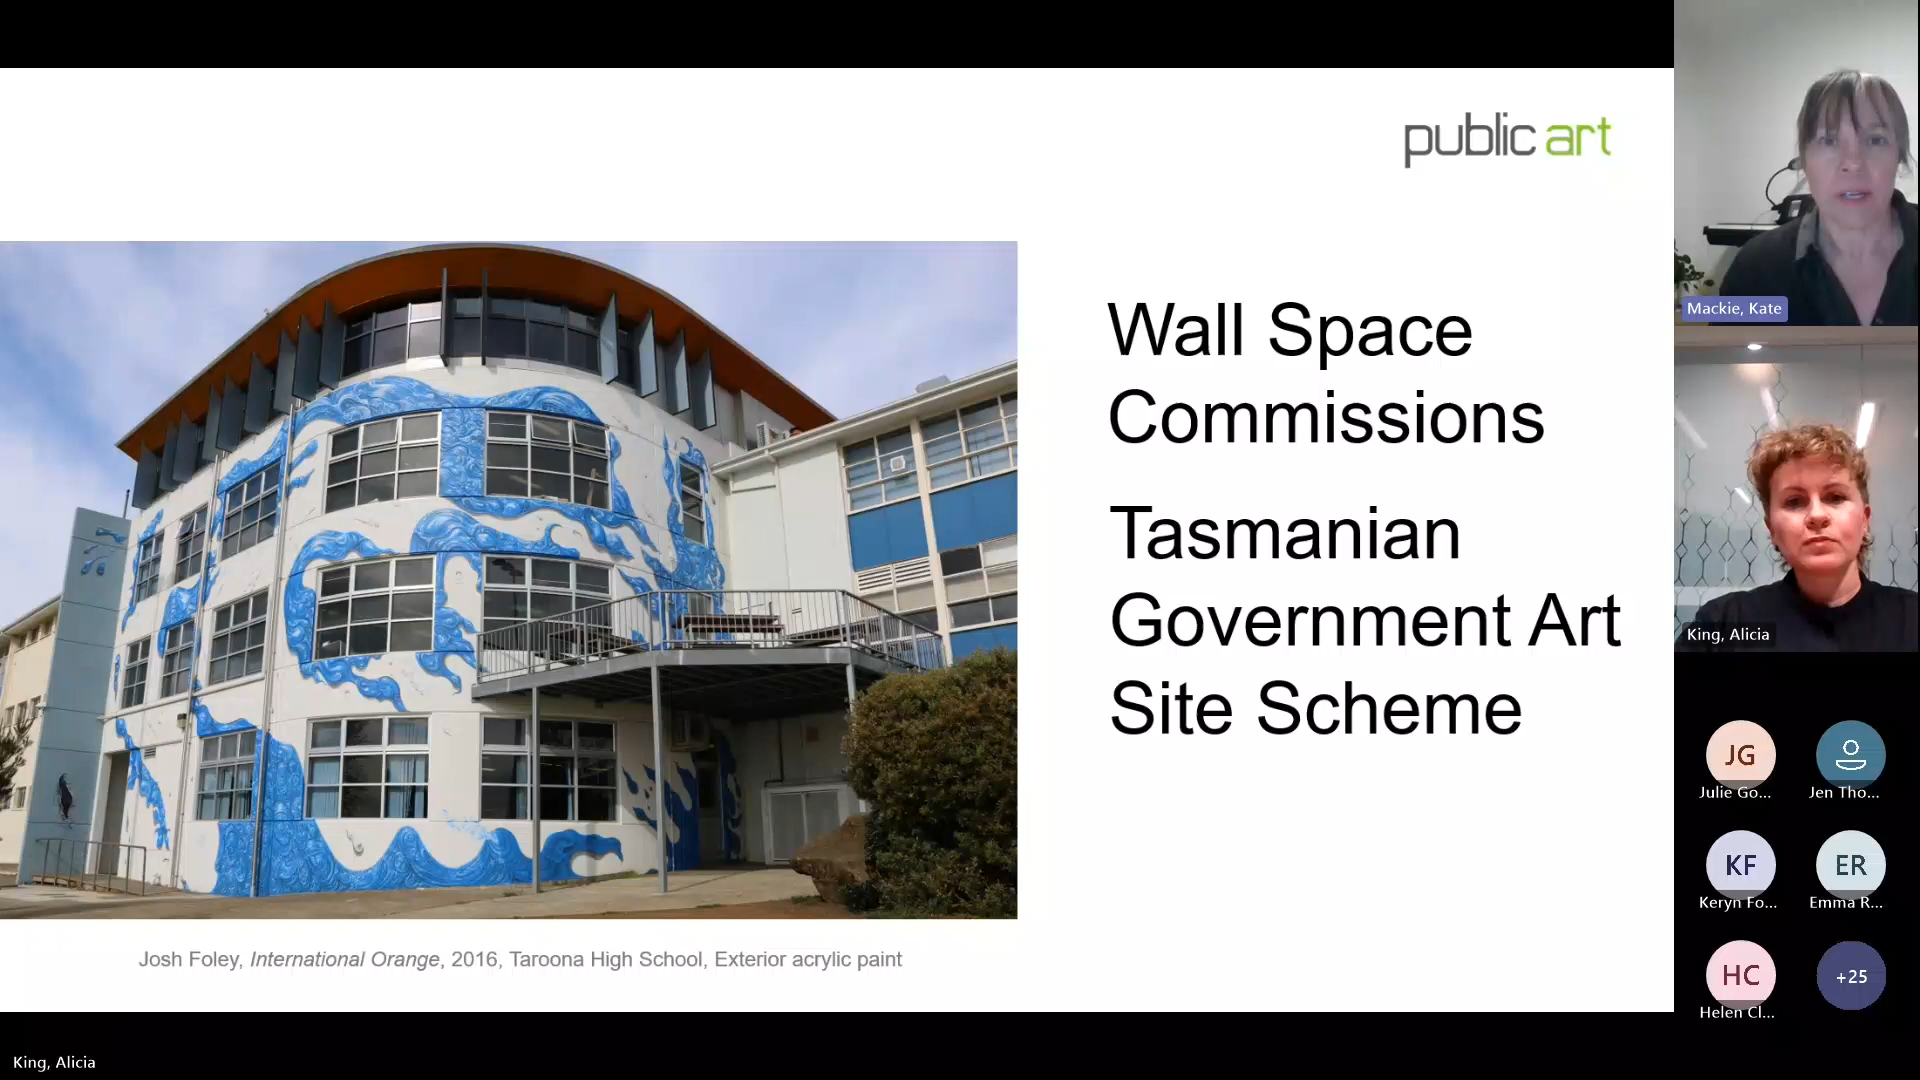 public art
Wall Space
Commissions
Tasmanian
Government Art
Site Scheme
Josh Foley, International Orange, 2016, Taroona High School, Exterior acrylic paint
Mackie, Kate
King, Alicia
JG
Julie Go...
Jen Tho...
KF
Keryn Fo...
ER
Emma R...
HC
Helen Cl...
+25
King, Alicia